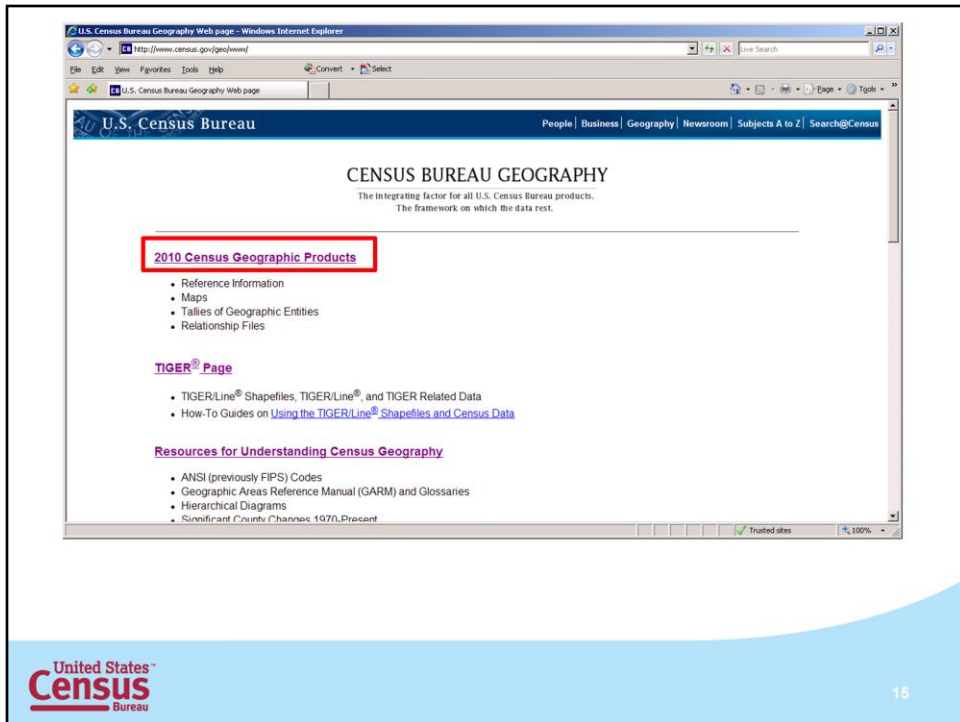 U.S. Census Bureau Geography Web page - Windows Internet Explorer
http://www.census.gov/geo/www/
Live Search
File Edit View Favorites Tools Help
Convert Select
U.S. Census Bureau Geography Web page
Page Tools
U.S. Census Bureau
People | Business | Geography | Newsroom | Subjects A to Z | Search@Census
CENSUS BUREAU GEOGRAPHY
The integrating factor for all U.S. Census Bureau products.
The framework on which the data rest.
2010 Census Geographic Products
• Reference Information
• Maps
• Tallies of Geographic Entities
• Relationship Files
TIGER® Page
• TIGER/Line® Shapefiles, TIGER/Line®, and TIGER Related Data
• How-To Guides on Using the TIGER/Line® Shapefiles and Census Data
Resources for Understanding Census Geography
• ANSI (previously FIPS) Codes
• Geographic Areas Reference Manual (GARM) and Glossaries
• Hierarchical Diagrams
• Significant County Changes 1970-Present
Trusted sites
100%
United States™
Census
Bureau
15